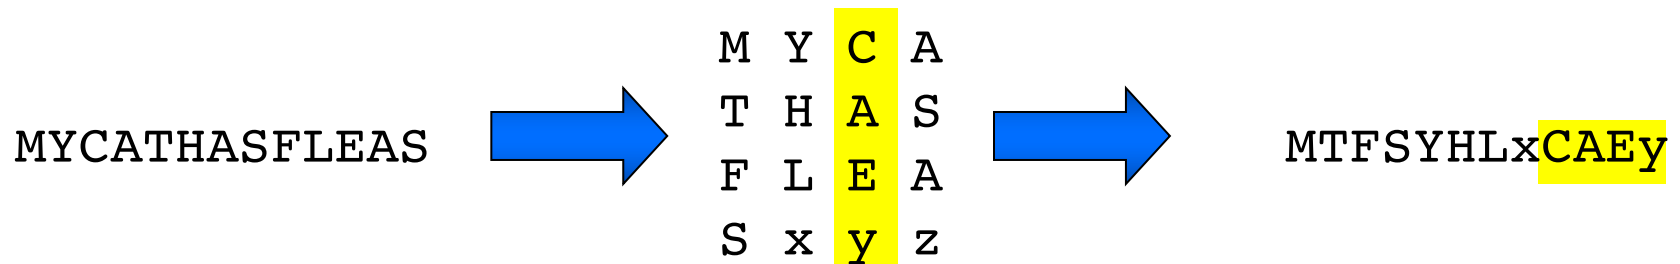 MYCATHASFLEAS
M Y C A
T H A S
F L E A
S x y z
MTFSYHLxCAEy